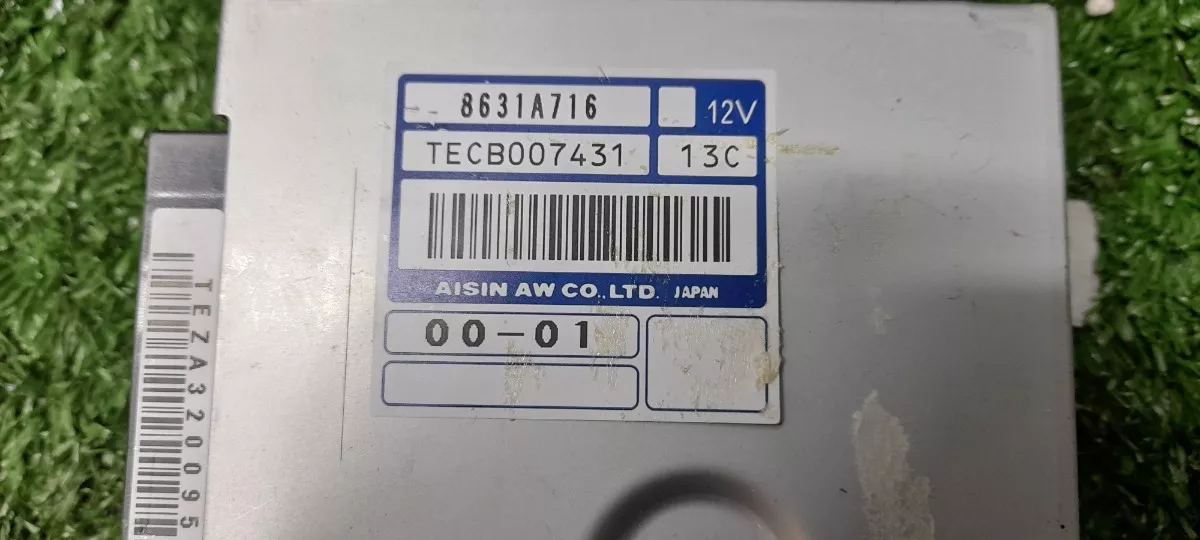 8631A716
12V
TECB007431
13C
AISIN AW CO.,LTD. JAPAN
00-01
TEZA320095